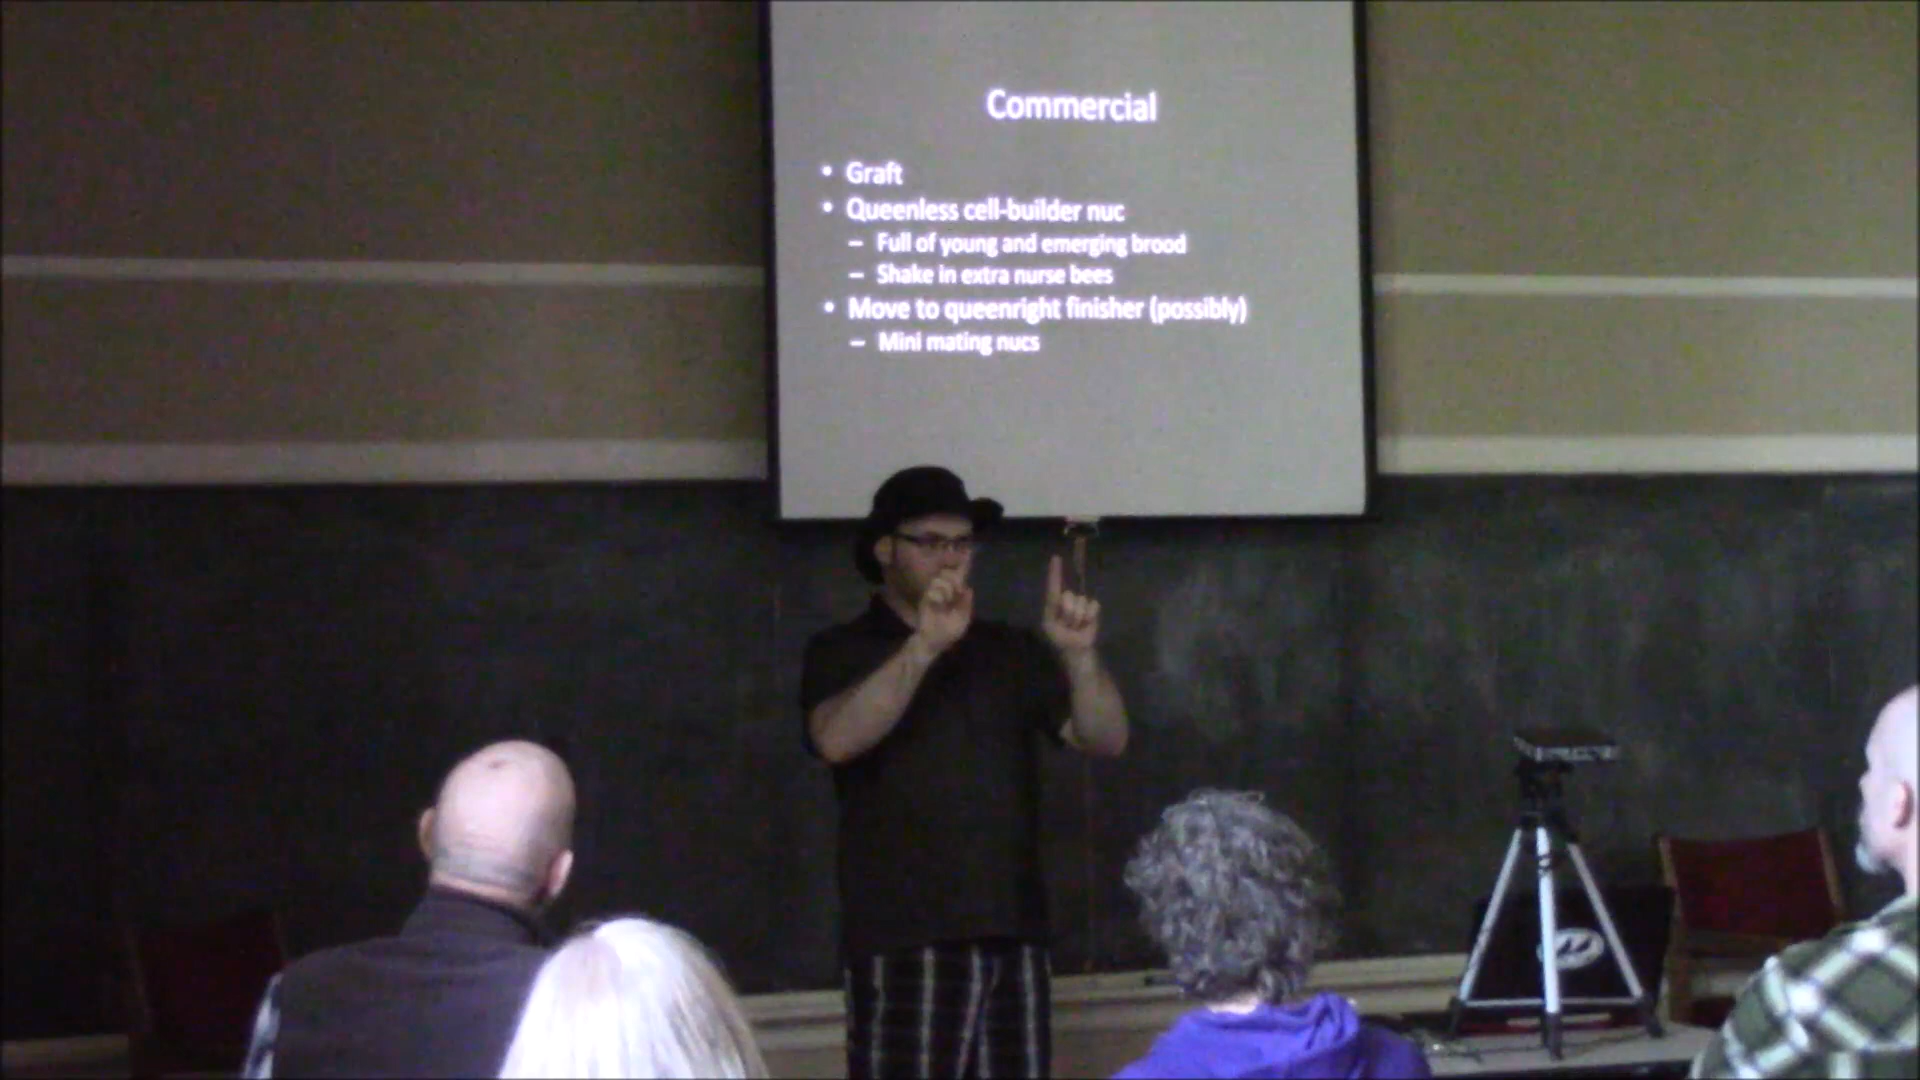 Commercial
• Graft
• Queenless cell-builder nuc
– Full of young and emerging brood
– Shake in extra nurse bees
• Move to queenright finisher (possibly)
– Mini mating nucs